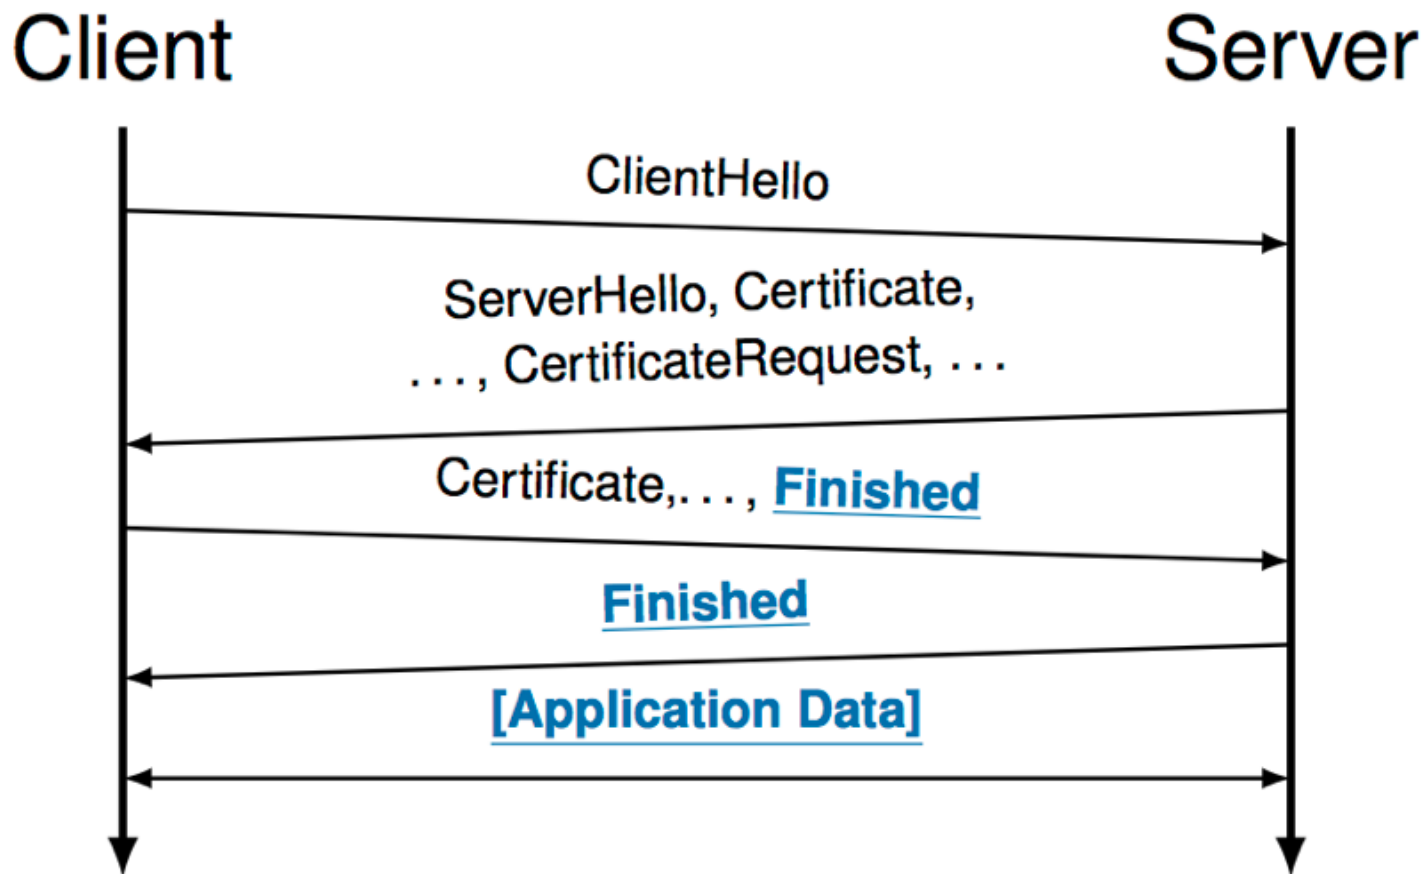 Client
Server
ClientHello
ServerHello, Certificate,
..., CertificateRequest, ...
Certificate,..., Finished
Finished
[Application Data]